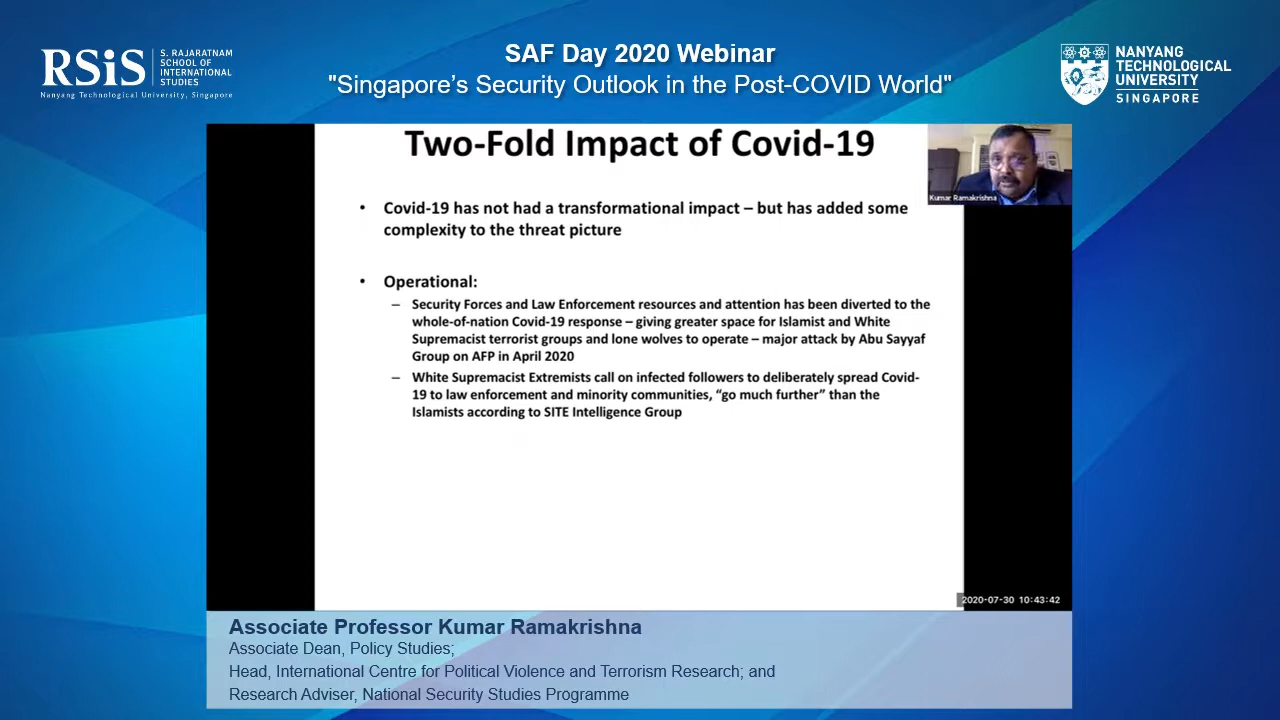 RSiS
S. RAJARATNAM
SCHOOL OF
INTERNATIONAL
STUDIES
Nanyang Technological University, Singapore
SAF Day 2020 Webinar
"Singapore's Security Outlook in the Post-COVID World"
NANYANG
TECHNOLOGICAL
UNIVERSITY
SINGAPORE
Two-Fold Impact of Covid-19
Kumar Ramakrishna
• Covid-19 has not had a transformational impact – but has added some
complexity to the threat picture
• Operational:
– Security Forces and Law Enforcement resources and attention has been diverted to the
whole-of-nation Covid-19 response – giving greater space for Islamist and White
Supremacist terrorist groups and lone wolves to operate – major attack by Abu Sayyaf
Group on AFP in April 2020
– White Supremacist Extremists call on infected followers to deliberately spread Covid-
19 to law enforcement and minority communities, “go much further” than the
Islamists according to SITE Intelligence Group
2020-07-30 10:43:42
Associate Professor Kumar Ramakrishna
Associate Dean, Policy Studies;
Head, International Centre for Political Violence and Terrorism Research; and
Research Adviser, National Security Studies Programme